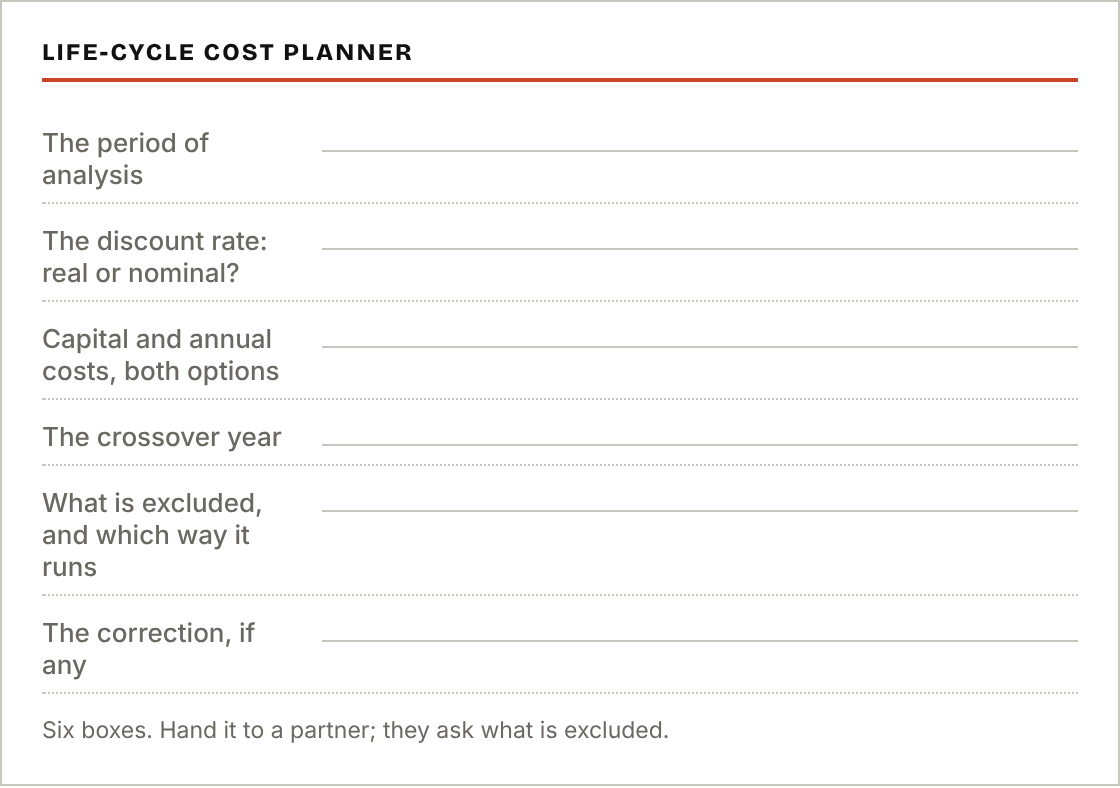 LIFE-CYCLE COST PLANNER
The period of
analysis
The discount rate:
real or nominal?
Capital and annual
costs, both options
The crossover year
What is excluded,
and which way it
runs
The correction, if
any
Six boxes. Hand it to a partner; they ask what is excluded.